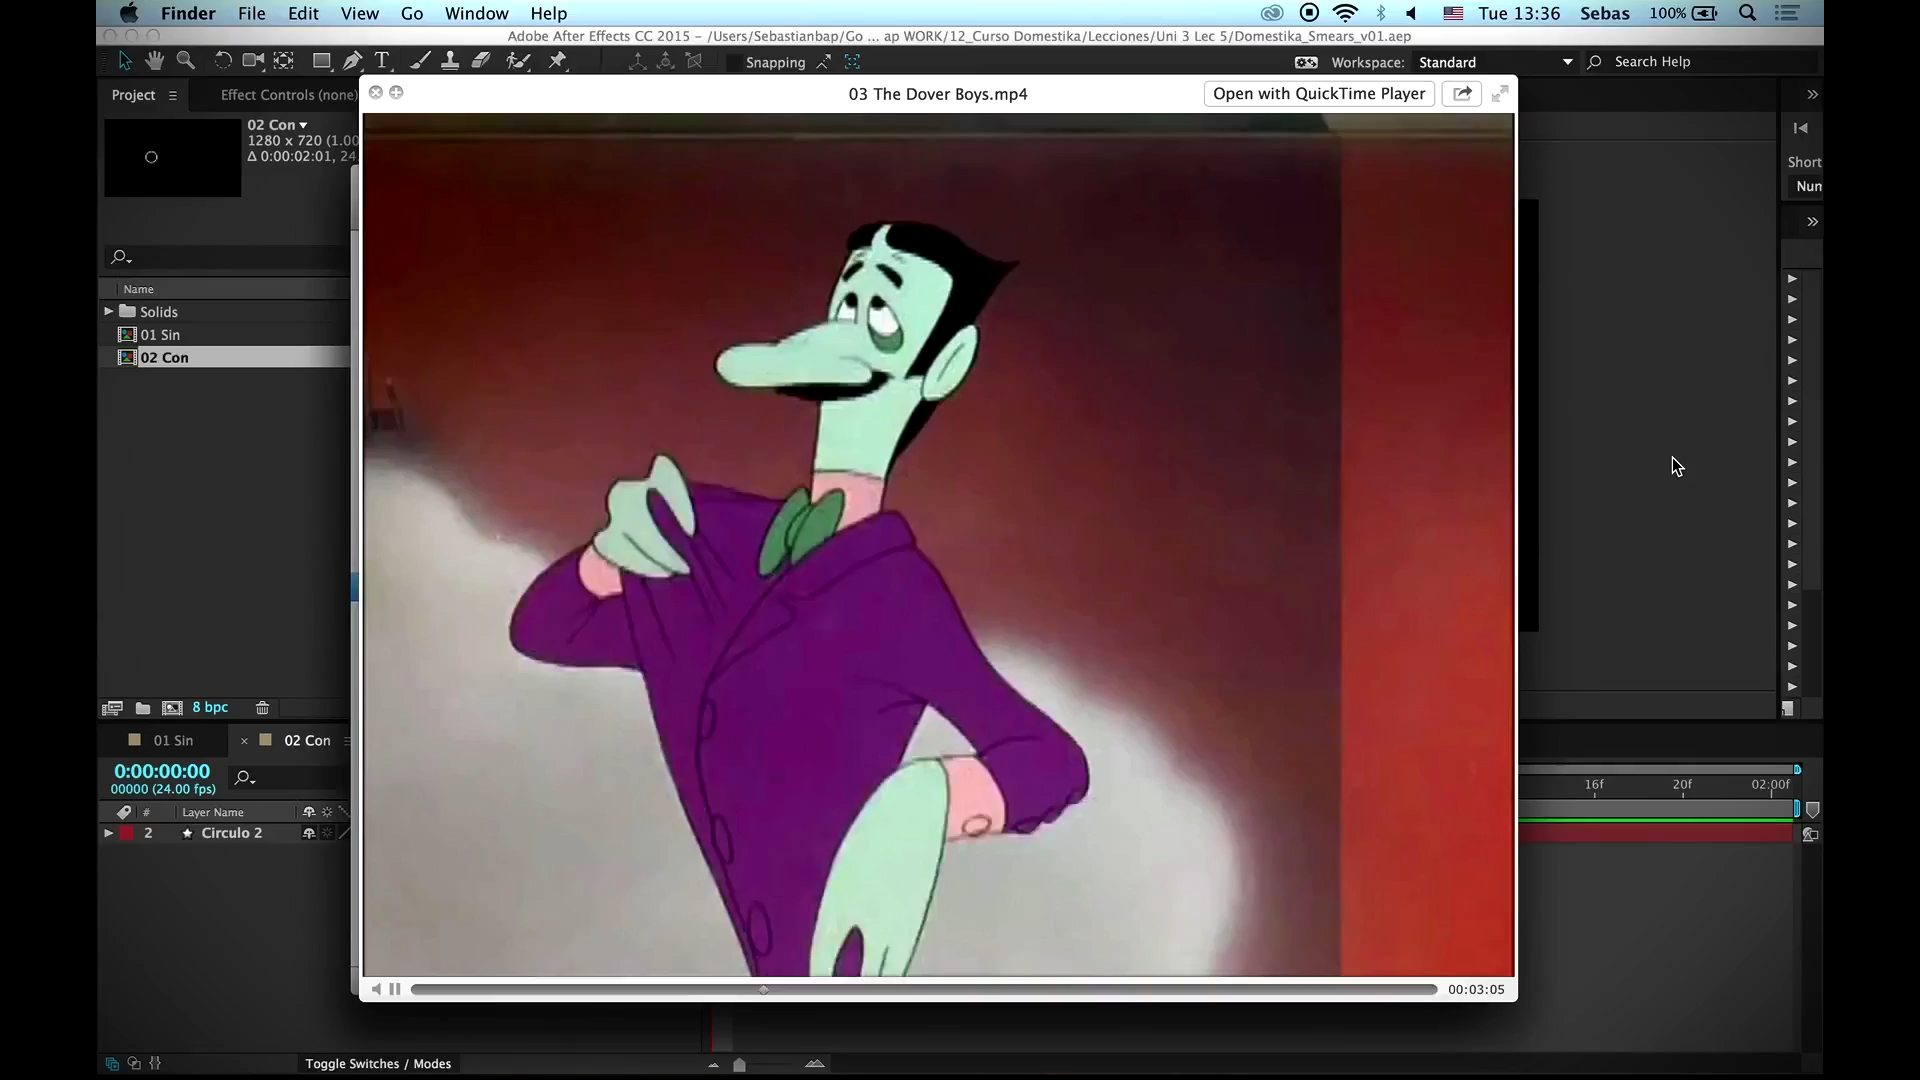 Finder File Edit View Go Window Help Tue 13:36 Sebas 100%
Adobe After Effects CC 2015 - /Users/Sebastianbap/Go ... ap WORK/12_Curso Domestika/Lecciones/Uni 3 Lec 5/Domestika_Smears_v01.aep
T Snapping Workspace: Standard Search Help
Project Effect Controls (none)
03 The Dover Boys.mp4 Open with QuickTime Player
02 Con
1280 x 720 (1.00
Δ 0:00:02:01, 24.
Short
Num
Name
Solids
01 Sin
02 Con
8 bpc
01 Sin × 02 Con
0:00:00:00
00000 (24.00 fps)
16f 20f 02:00f
# Layer Name
2 Circulo 2
00:03:05
Toggle Switches / Modes